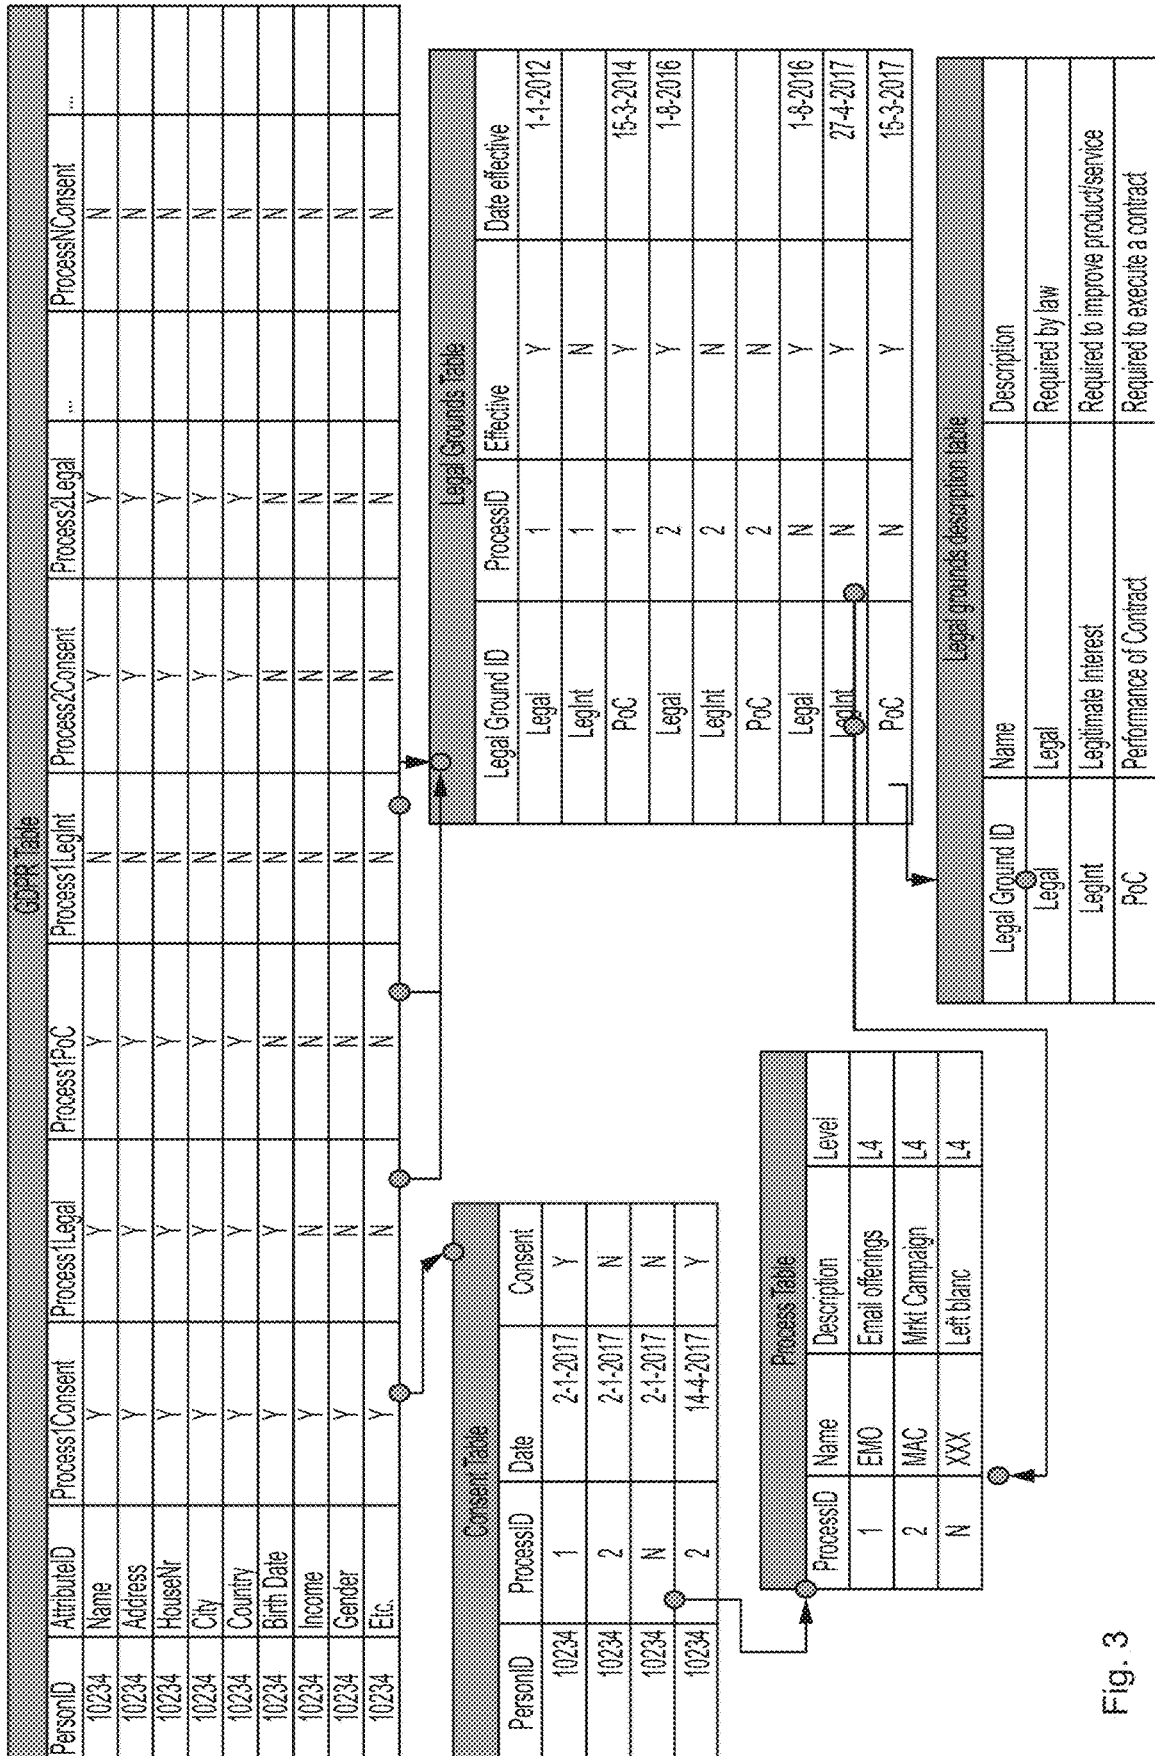 GDPR Table
PersonID AttributeID Process1Consent Process1Legal Process1PoC Process1LegInt Process2Consent Process2Legal ... ProcessNConsent ...
10234 Name Y Y Y N Y Y N
10234 Address Y Y Y N Y Y N
10234 HouseNr Y Y Y N Y Y N
10234 City Y Y Y N Y Y N
10234 Country Y Y Y N Y Y N
10234 Birth Date Y Y N N N N N
10234 Income Y N N N N N N
10234 Gender Y N N N N N N
10234 Etc. Y N N N N N N
Consent Table
PersonID ProcessID Date Consent
10234 1 2-1-2017 Y
10234 2 2-1-2017 N
10234 N 2-1-2017 N
10234 2 14-4-2017 Y
Legal Grounds Table
Legal Ground ID ProcessID Effective Date effective
Legal 1 Y 1-1-2012
LegInt 1 N
PoC 1 Y 15-3-2014
Legal 2 Y 1-8-2016
LegInt 2 N
PoC 2 N
Legal N Y 1-8-2016
LegInt N Y 27-4-2017
PoC N Y 15-3-2017
Process Table
ProcessID Name Description Level
1 EMO Email offerings L4
2 MAC Mrkt Campaign L4
N XXX Left blanc L4
Legal grounds description table
Legal Ground ID Name Description
Legal Legal Required by law
LegInt Legitimate Interest Required to improve product/service
PoC Performance of Contract Required to execute a contract
Fig. 3